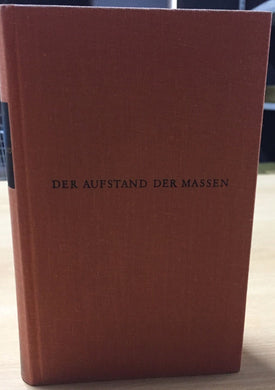 DER AUFSTAND DER MASSEN